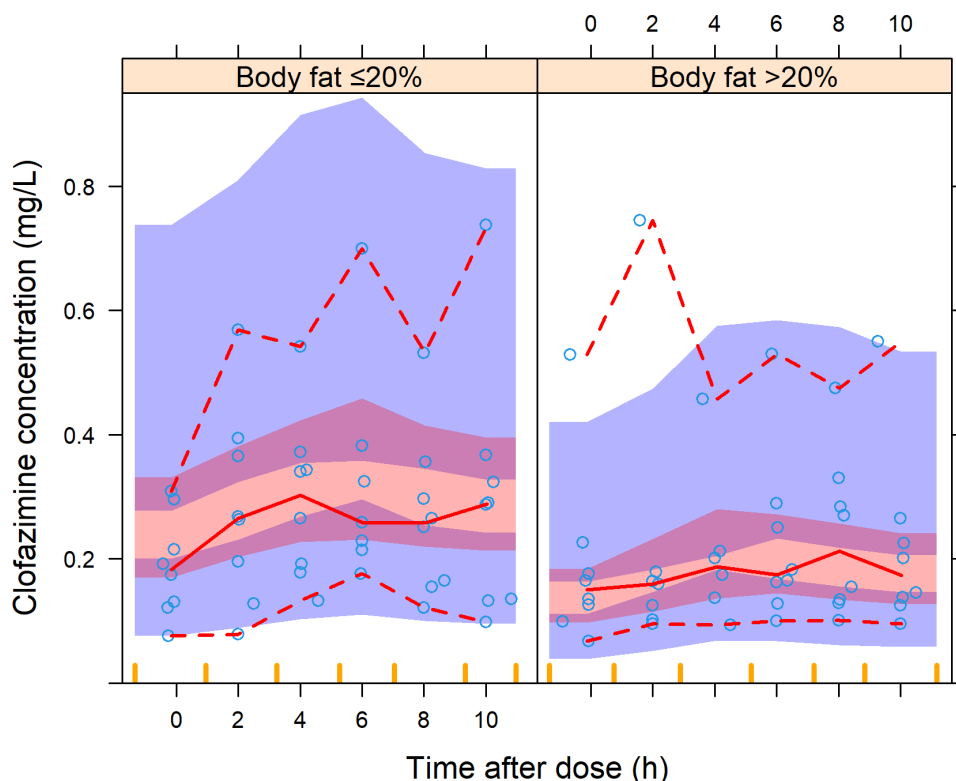 0 2 4 6 8 10
Body fat ≤20% Body fat >20%
0.8
0.6
0.4
0.2
Clofazimine concentration (mg/L)
0 2 4 6 8 10
Time after dose (h)